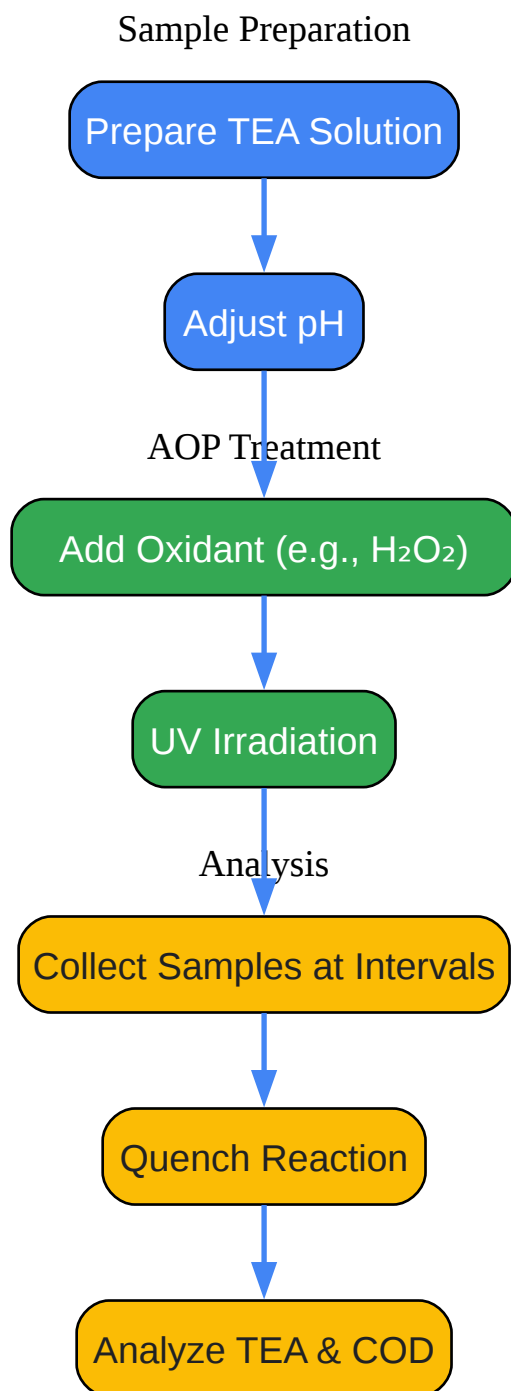 Sample Preparation
Prepare TEA Solution
Adjust pH
AOP Treatment
Add Oxidant (e.g., H₂O₂)
UV Irradiation
Analysis
Collect Samples at Intervals
Quench Reaction
Analyze TEA & COD